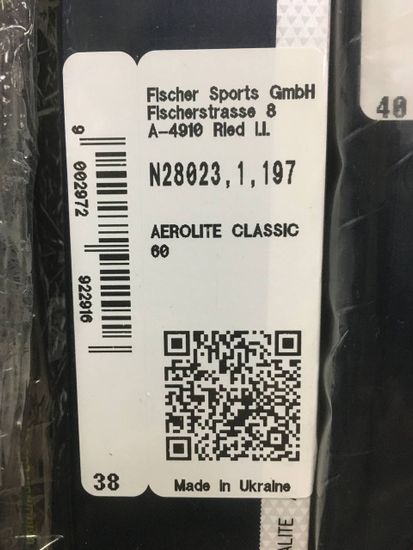 Fischer Sports GmbH
Fischerstrasse 8
A-4910 Ried I.I.
N28023,1,197
AEROLITE CLASSIC
60
9 002972 922916
38
Made in Ukraine
40
ALITE